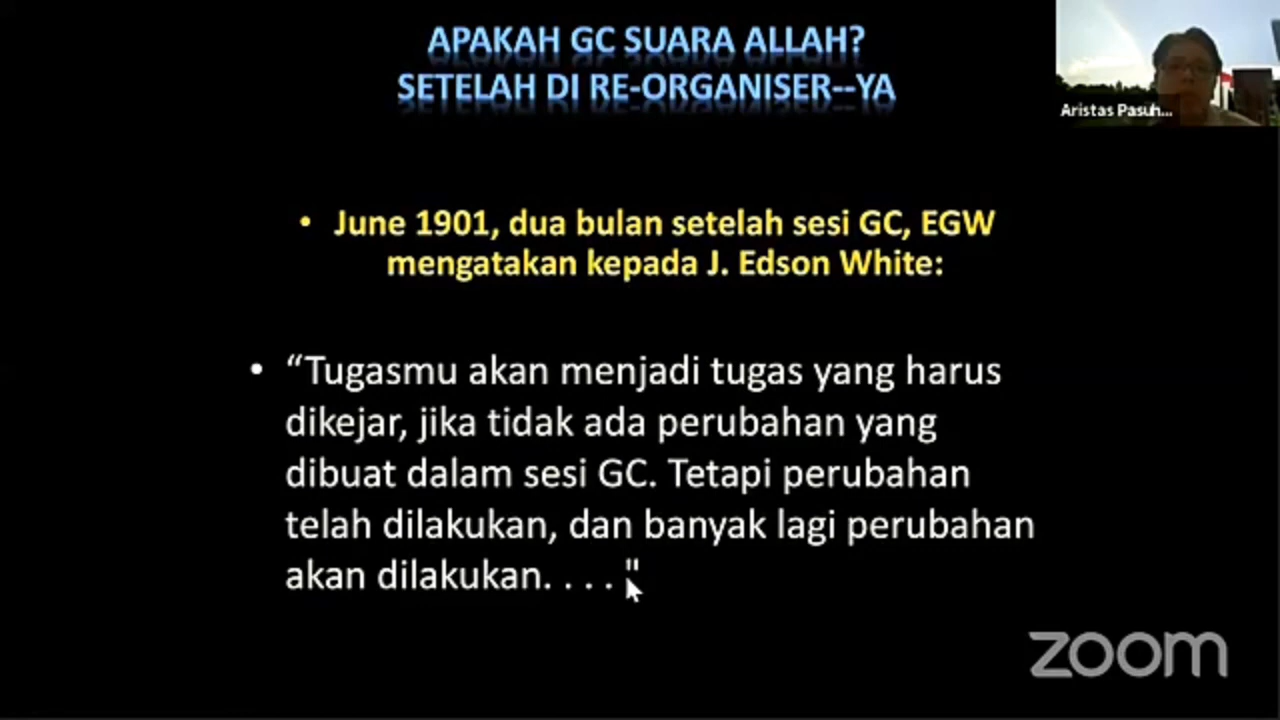 APAKAH GC SUARA ALLAH?
SETELAH DI RE-ORGANISER--YA
Aristas Pasuh...
• June 1901, dua bulan setelah sesi GC, EGW
mengatakan kepada J. Edson White:
• “Tugasmu akan menjadi tugas yang harus
dikejar, jika tidak ada perubahan yang
dibuat dalam sesi GC. Tetapi perubahan
telah dilakukan, dan banyak lagi perubahan
akan dilakukan. . . . "
zoom